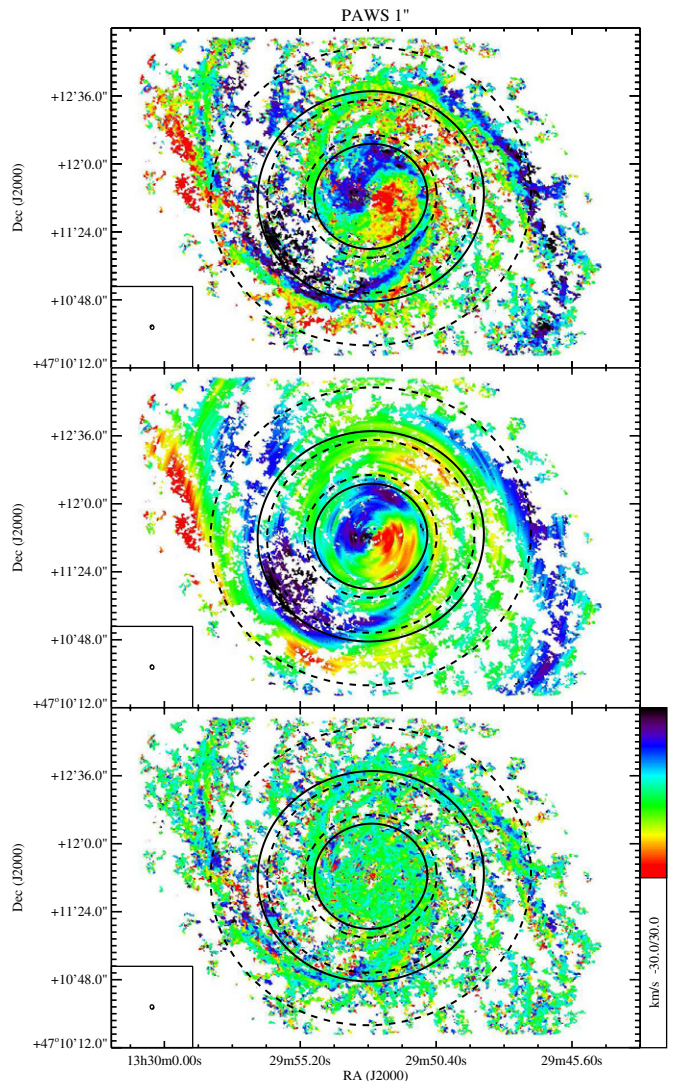 PAWS 1"
+12'36.0"
+12'0.0"
+11'24.0"
+10'48.0"
+47°10'12.0"
Dec (J2000)
+12'36.0"
+12'0.0"
+11'24.0"
+10'48.0"
+47°10'12.0"
Dec (J2000)
+12'36.0"
+12'0.0"
+11'24.0"
+10'48.0"
+47°10'12.0"
Dec (J2000)
km/s -30.0/30.0
13h30m0.00s
29m55.20s
29m50.40s
29m45.60s
RA (J2000)